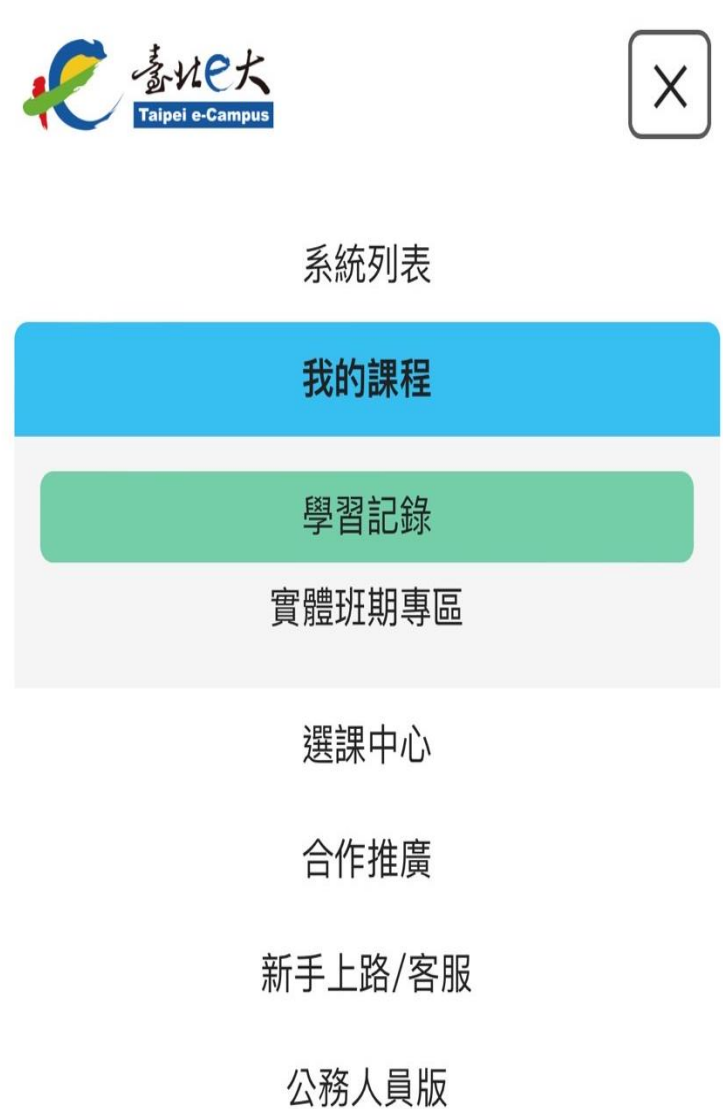 臺北e大
Taipei e-Campus
X
系統列表
我的課程
學習記錄
實體班期專區
選課中心
合作推廣
新手上路/客服
公務人員版